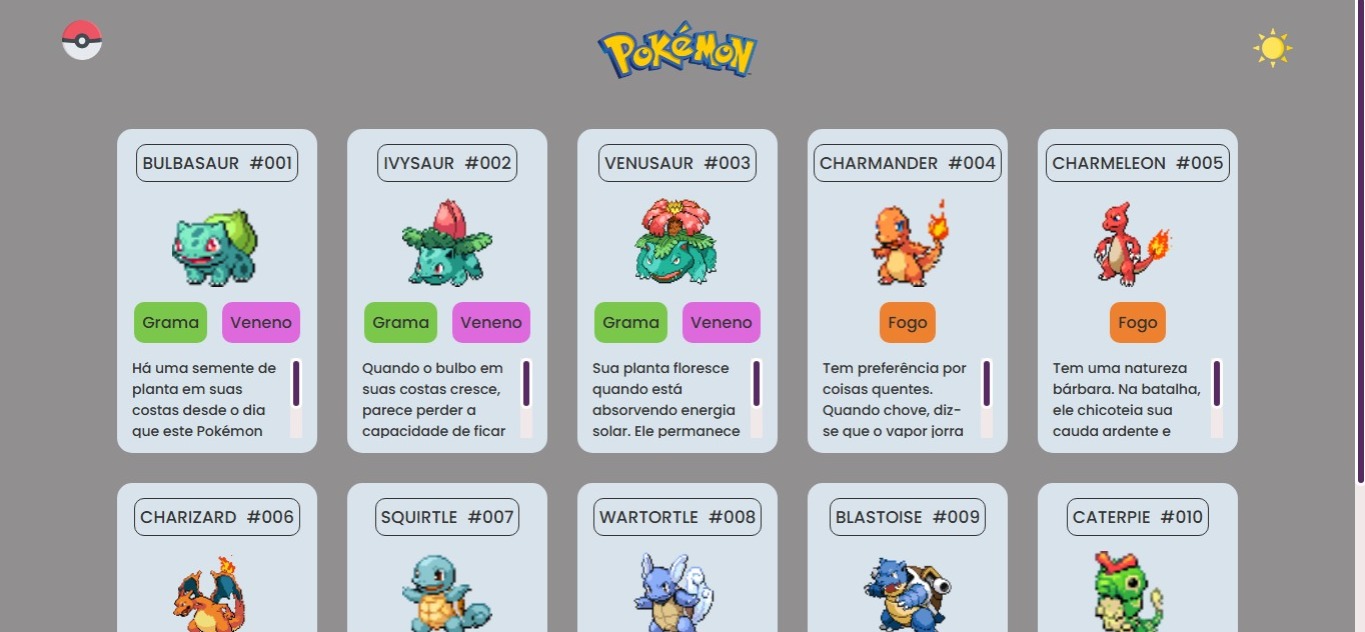 POKéMON
BULBASAUR #001
Grama Veneno
Há uma semente de
planta em suas
costas desde o dia
que este Pokémon
IVYSAUR #002
Grama Veneno
Quando o bulbo em
suas costas cresce,
parece perder a
capacidade de ficar
VENUSAUR #003
Grama Veneno
Sua planta floresce
quando está
absorvendo energia
solar. Ele permanece
CHARMANDER #004
Fogo
Tem preferência por
coisas quentes.
Quando chove, diz-
se que o vapor jorra
CHARMELEON #005
Fogo
Tem uma natureza
bárbara. Na batalha,
ele chicoteia sua
cauda ardente e
CHARIZARD #006
SQUIRTLE #007
WARTORTLE #008
BLASTOISE #009
CATERPIE #010